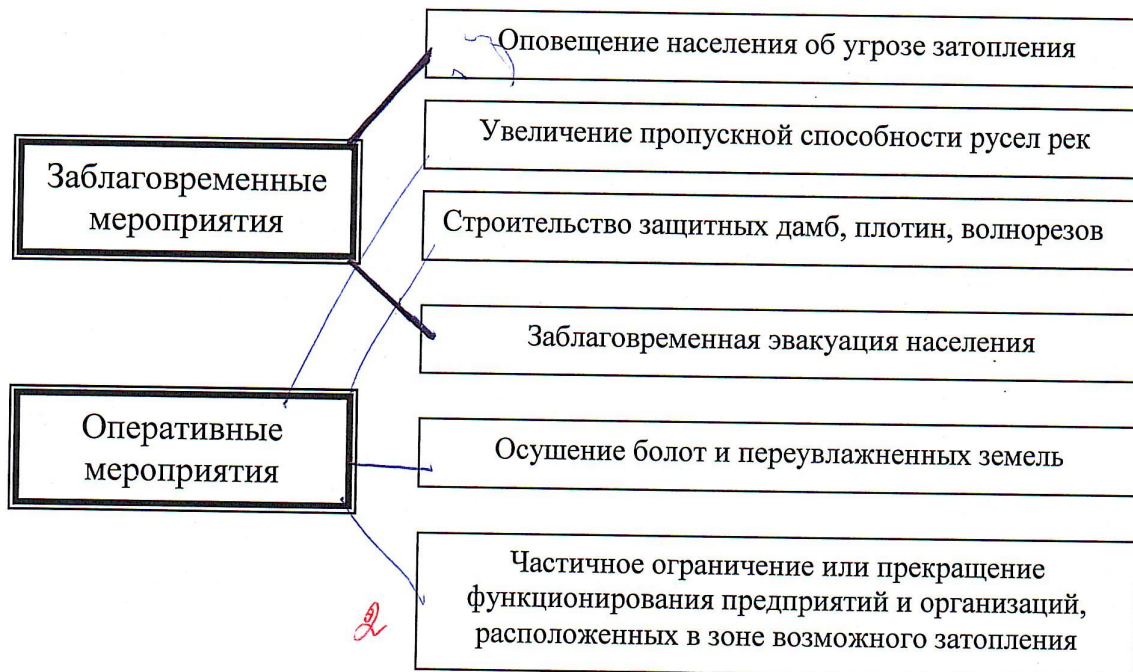 Оповещение населения об угрозе затопления
Увеличение пропускной способности русел рек
Заблаговременные
мероприятия
Строительство защитных дамб, плотин, волнорезов
Заблаговременная эвакуация населения
Оперативные
мероприятия
Осушение болот и переувлажненных земель
Частичное ограничение или прекращение
функционирования предприятий и организаций,
расположенных в зоне возможного затопления
2